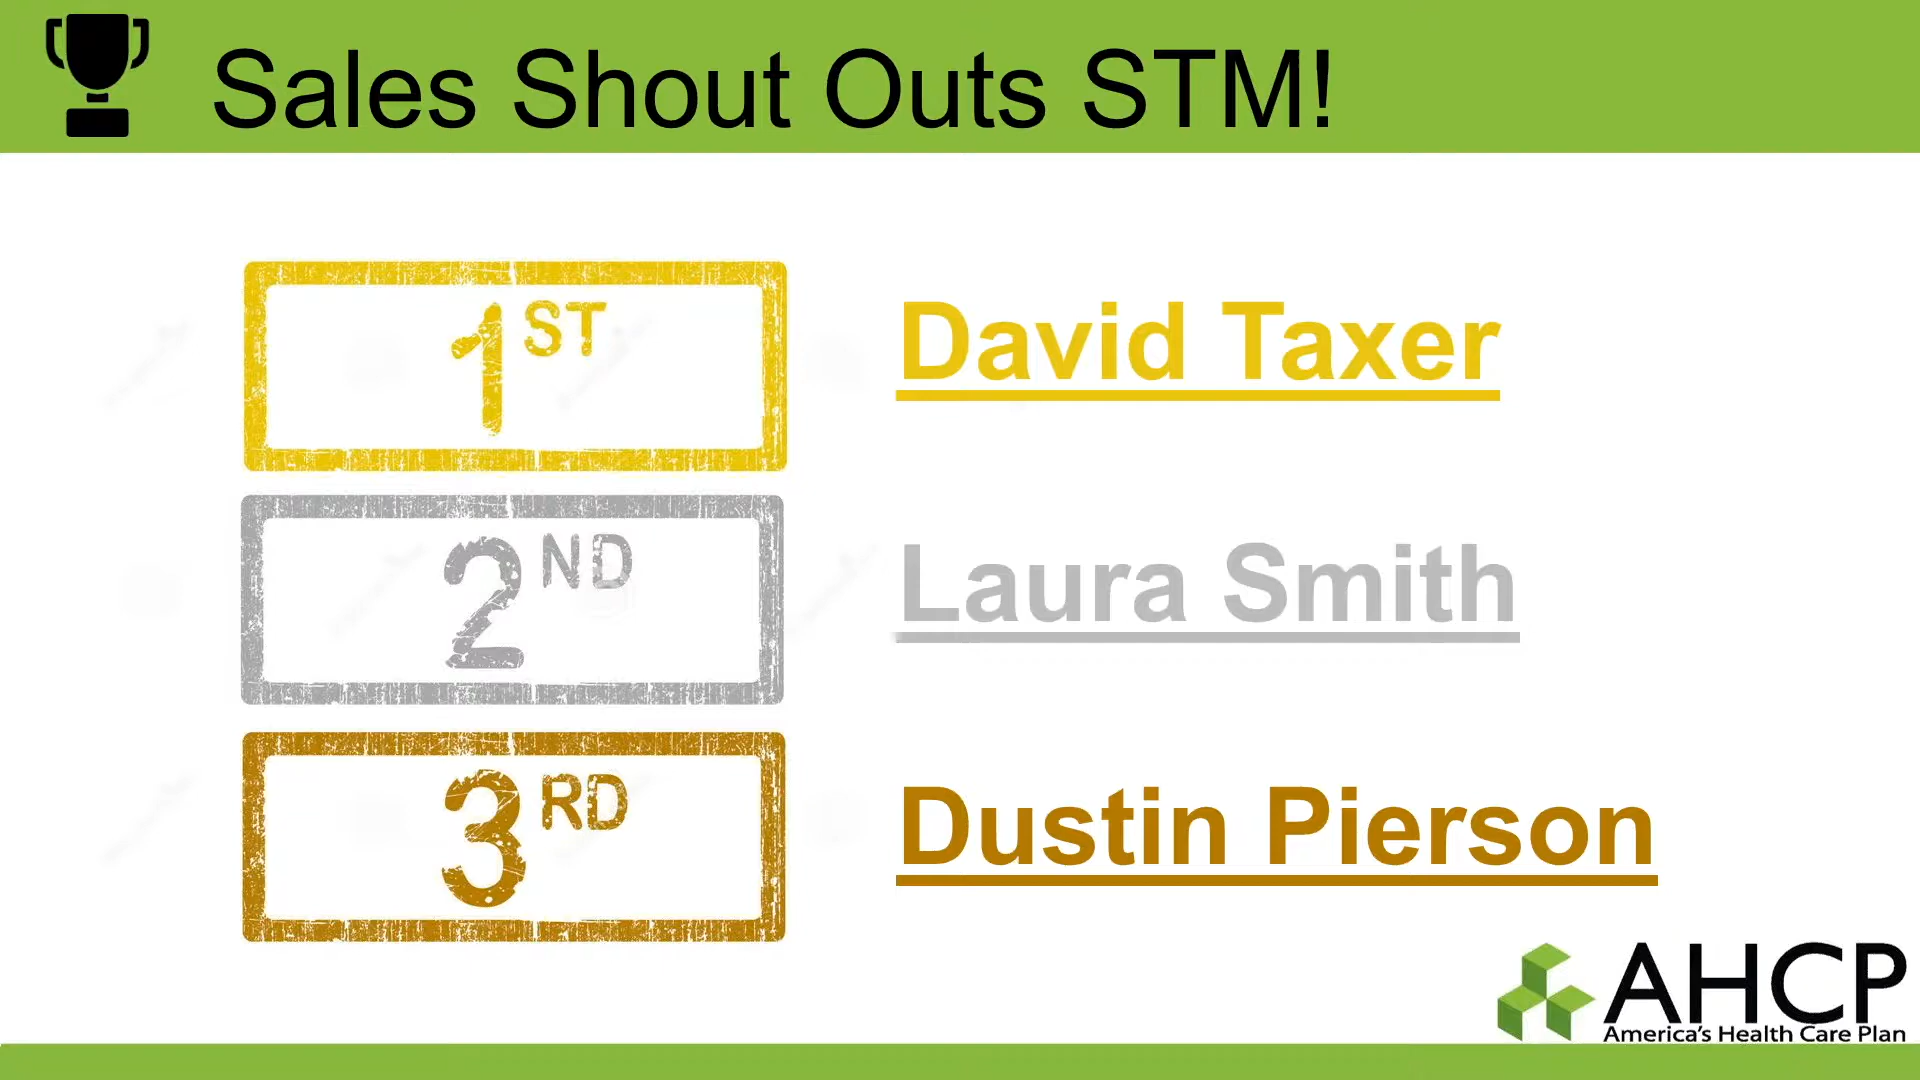 Sales Shout Outs STM!
1ST
David Taxer
2ND
Laura Smith
3RD
Dustin Pierson
AHCP
America's Health Care Plan